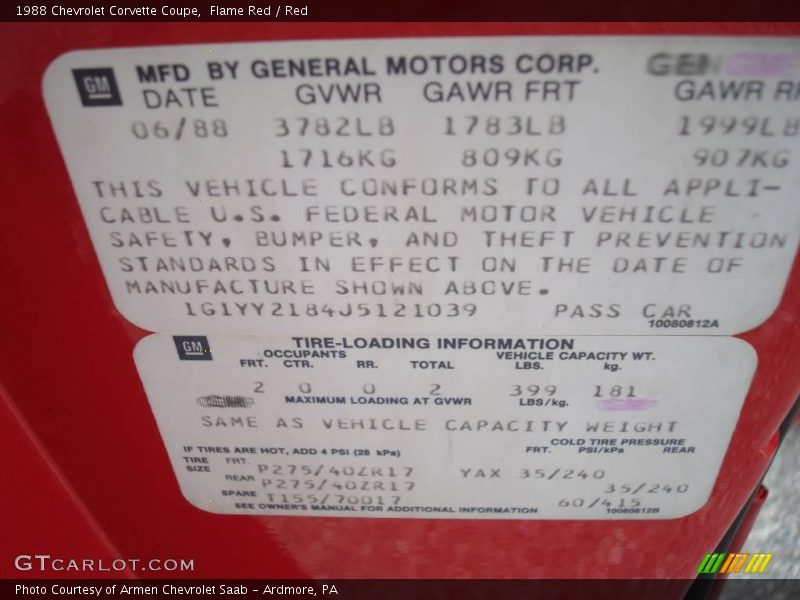 1988 Chevrolet Corvette Coupe,  Flame Red / Red
GM MFD BY GENERAL MOTORS CORP.
DATE GVWR GAWR FRT GAWR RR
06/88 3782LB 1783LB 1999LB
1716KG 809KG 907KG
THIS VEHICLE CONFORMS TO ALL APPLI-
CABLE U.S. FEDERAL MOTOR VEHICLE
SAFETY, BUMPER, AND THEFT PREVENTION
STANDARDS IN EFFECT ON THE DATE OF
MANUFACTURE SHOWN ABOVE.
1G1YY2184J5121039 PASS CAR
10080812A
GM TIRE-LOADING INFORMATION
OCCUPANTS VEHICLE CAPACITY WT.
FRT. CTR. RR. TOTAL LBS. kg.
2 0 0 2 399 181
MAXIMUM LOADING AT GVWR LBS/kg.
SAME AS VEHICLE CAPACITY WEIGHT
IF TIRES ARE HOT, ADD 4 PSI (28 kPa) COLD TIRE PRESSURE
TIRE SIZE FRT. FRT. PSI/kPa REAR
P275/40ZR17 YAX 35/240
REAR P275/40ZR17 35/240
SPARE T155/70D17 60/415
SEE OWNER'S MANUAL FOR ADDITIONAL INFORMATION 10080812B
GTCARLOT.COM
Photo Courtesy of Armen Chevrolet Saab - Ardmore, PA